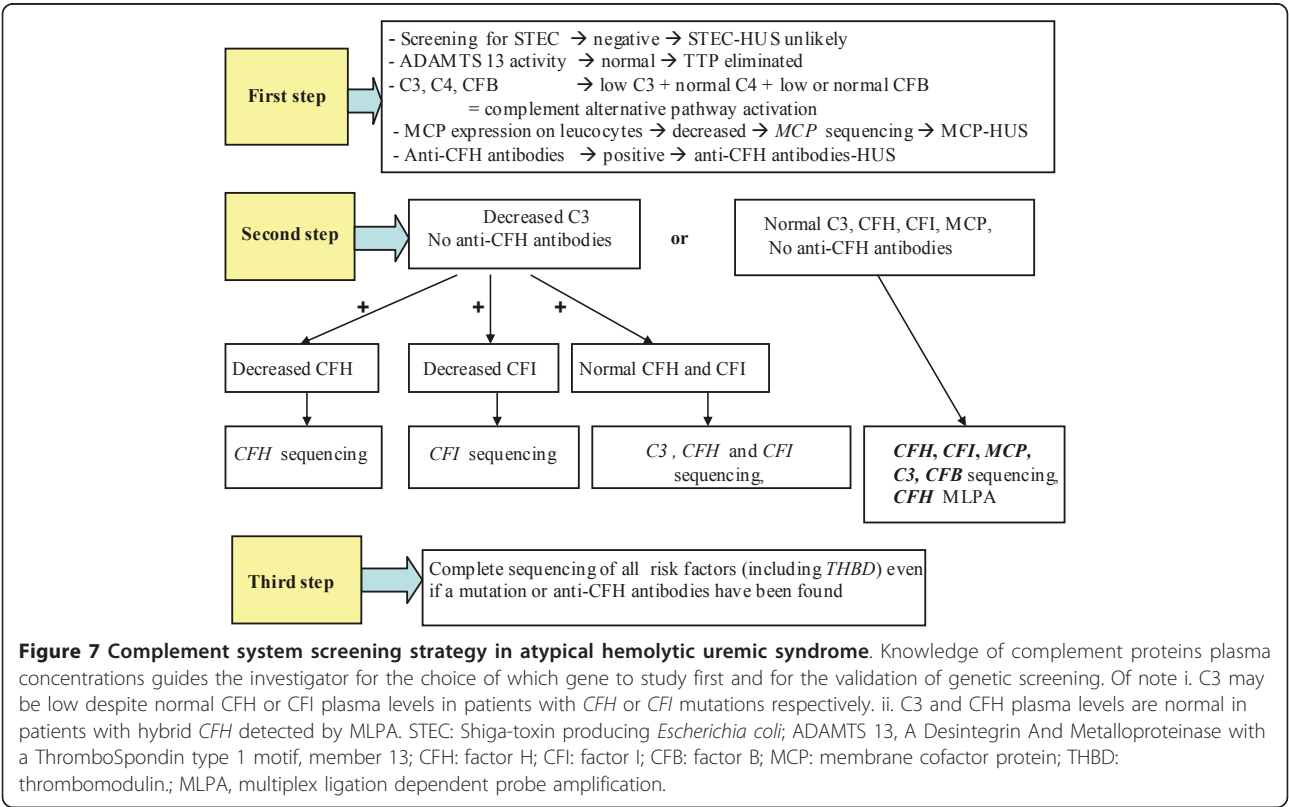 First step
- Screening for STEC → negative → STEC-HUS unlikely
- ADAMTS 13 activity → normal → TTP eliminated
- C3, C4, CFB → low C3 + normal C4 + low or normal CFB
= complement alternative pathway activation
- MCP expression on leucocytes → decreased → MCP sequencing → MCP-HUS
- Anti-CFH antibodies → positive → anti-CFH antibodies-HUS
Second step
Decreased C3
No anti-CFH antibodies
or
Normal C3, CFH, CFI, MCP,
No anti-CFH antibodies
+ + +
Decreased CFH
Decreased CFI
Normal CFH and CFI
CFH sequencing
CFI sequencing
C3 , CFH and CFI
sequencing,
CFH, CFI, MCP,
C3, CFB sequencing,
CFH MLPA
Third step
Complete sequencing of all risk factors (including THBD) even
if a mutation or anti-CFH antibodies have been found
Figure 7 Complement system screening strategy in atypical hemolytic uremic syndrome. Knowledge of complement proteins plasma
concentrations guides the investigator for the choice of which gene to study first and for the validation of genetic screening. Of note i. C3 may
be low despite normal CFH or CFI plasma levels in patients with CFH or CFI mutations respectively. ii. C3 and CFH plasma levels are normal in
patients with hybrid CFH detected by MLPA. STEC: Shiga-toxin producing Escherichia coli; ADAMTS 13, A Desintegrin And Metalloproteinase with
a ThromboSpondin type 1 motif, member 13; CFH: factor H; CFI: factor I; CFB: factor B; MCP: membrane cofactor protein; THBD:
thrombomodulin.; MLPA, multiplex ligation dependent probe amplification.